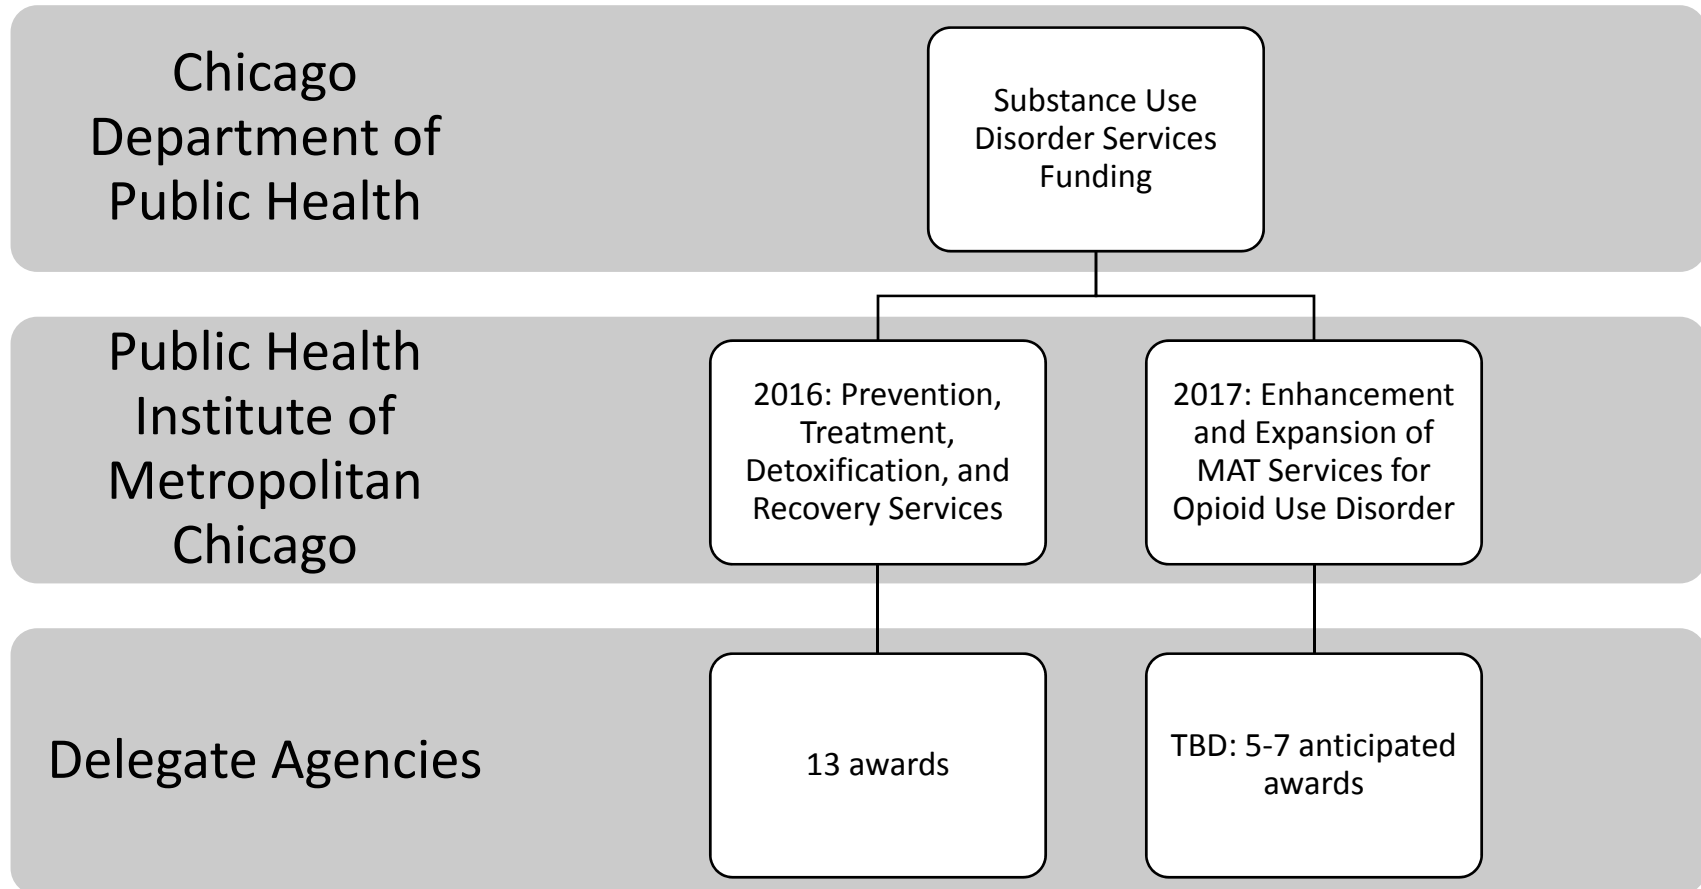 Chicago
Department of
Public Health
Substance Use
Disorder Services
Funding
Public Health
Institute of
Metropolitan
Chicago
2016: Prevention,
Treatment,
Detoxification, and
Recovery Services
2017: Enhancement
and Expansion of
MAT Services for
Opioid Use Disorder
Delegate Agencies
13 awards
TBD: 5-7 anticipated
awards